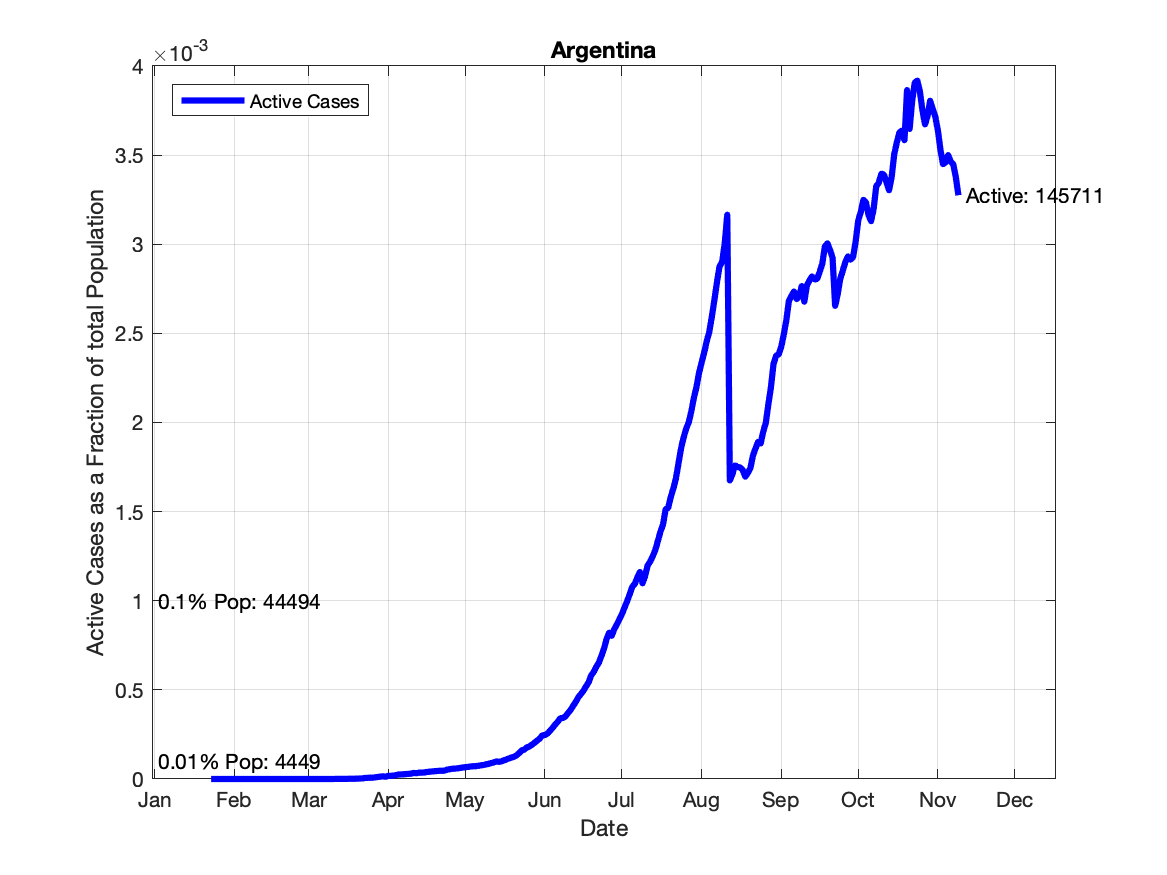 Argentina
×10-3
4
3.5
3
2.5
2
1.5
1
0.5
0
Active Cases as a Fraction of total Population
Active Cases
Active: 145711
0.1% Pop: 44494
0.01% Pop: 4449
Jan Feb Mar Apr May Jun Jul Aug Sep Oct Nov Dec
Date